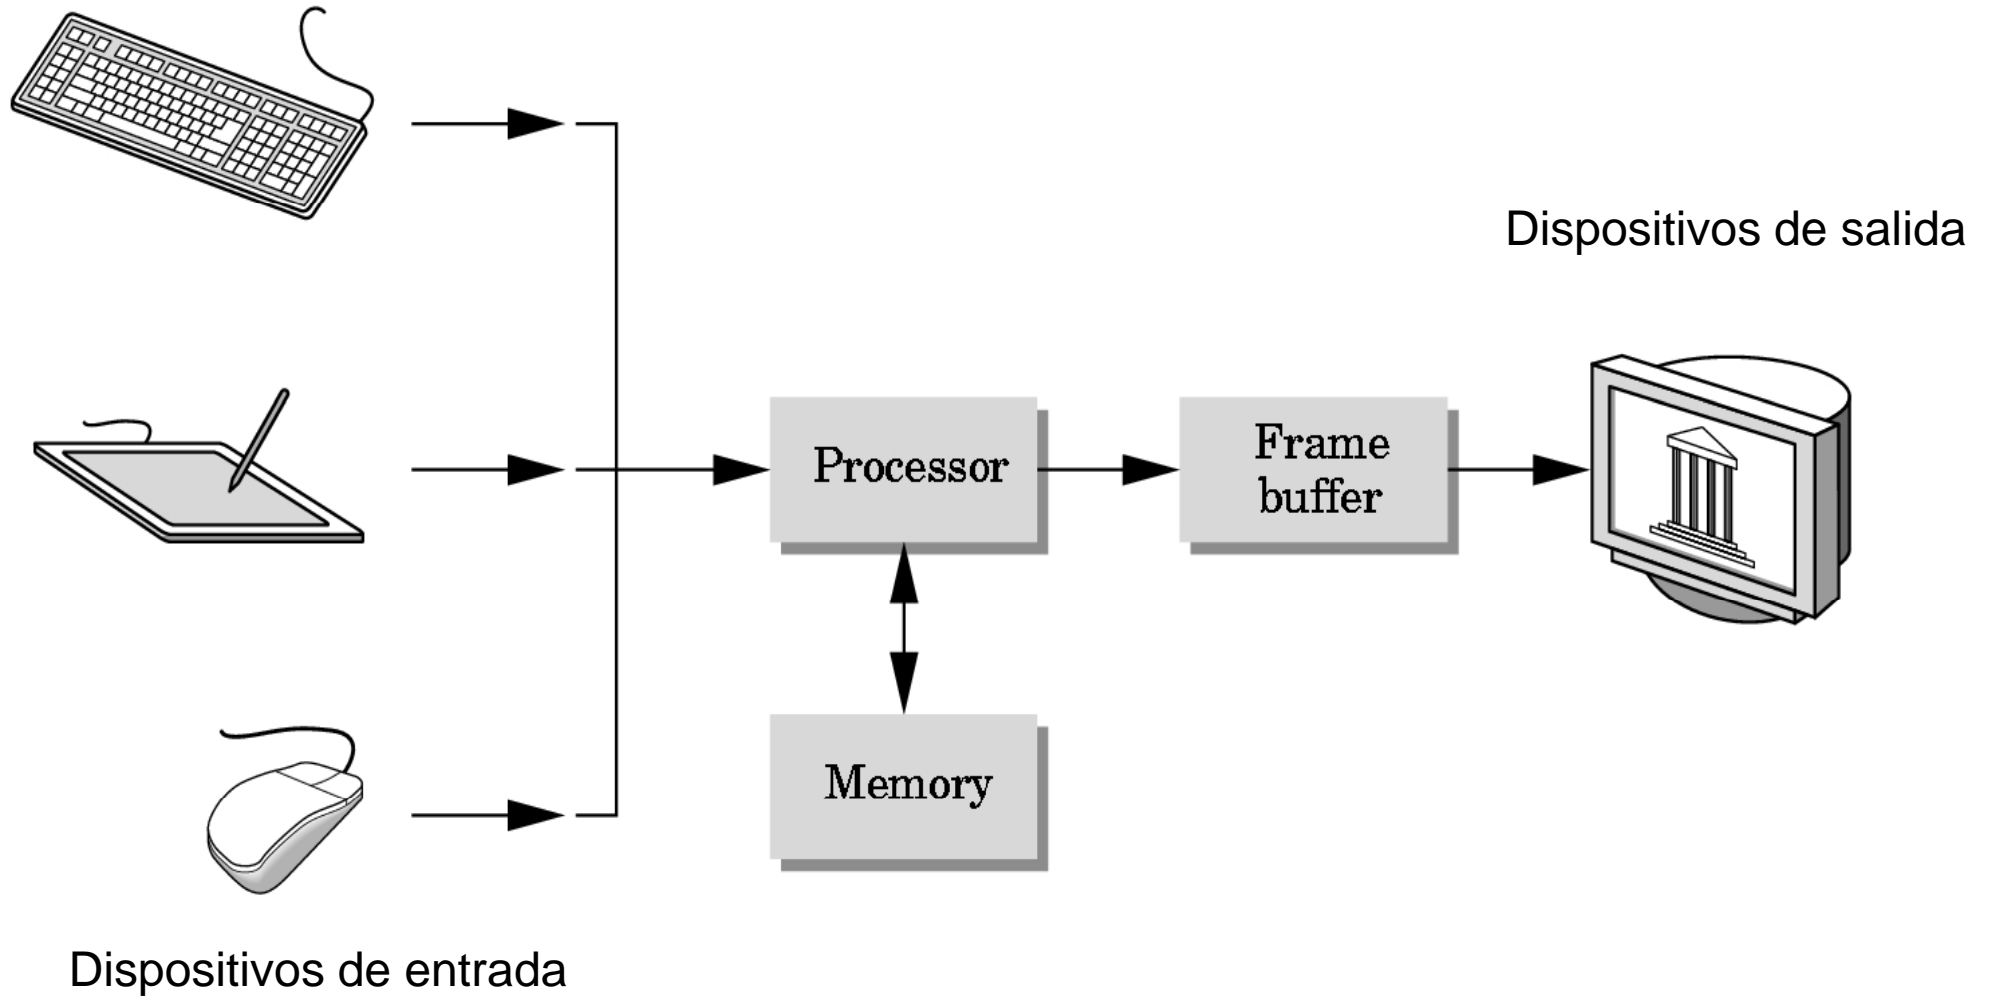 Dispositivos de salida
Processor
Frame
buffer
Memory
Dispositivos de entrada